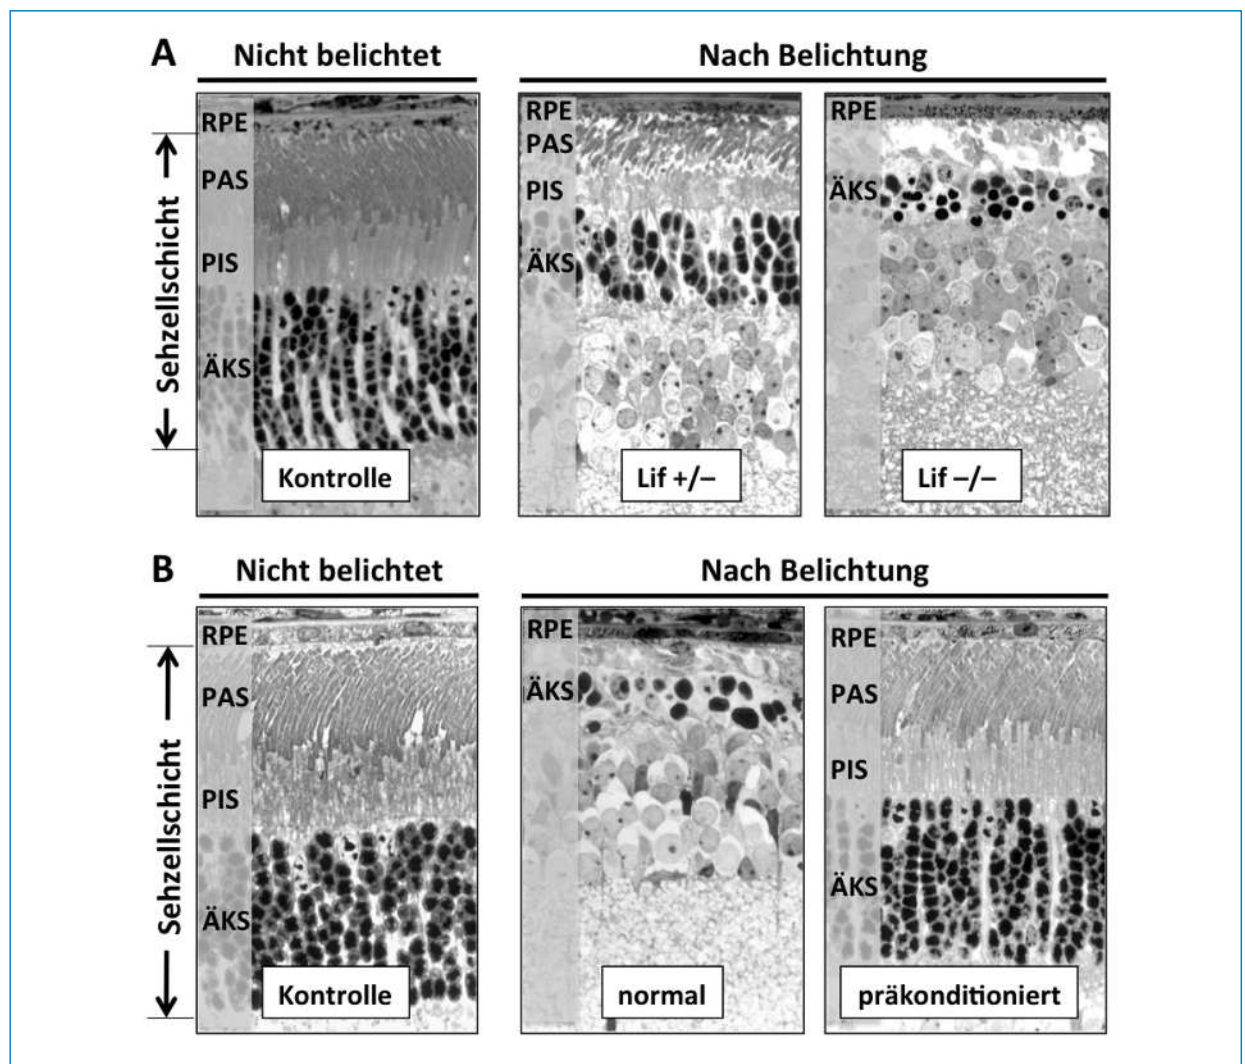 A
Nicht belichtet
Nach Belichtung
Sehzellschicht
RPE
PAS
PIS
ÄKS
Kontrolle
RPE
PAS
PIS
ÄKS
Lif +/–
RPE
ÄKS
Lif –/–
B
Nicht belichtet
Nach Belichtung
Sehzellschicht
RPE
PAS
PIS
ÄKS
Kontrolle
RPE
ÄKS
normal
RPE
PAS
PIS
ÄKS
präkonditioniert